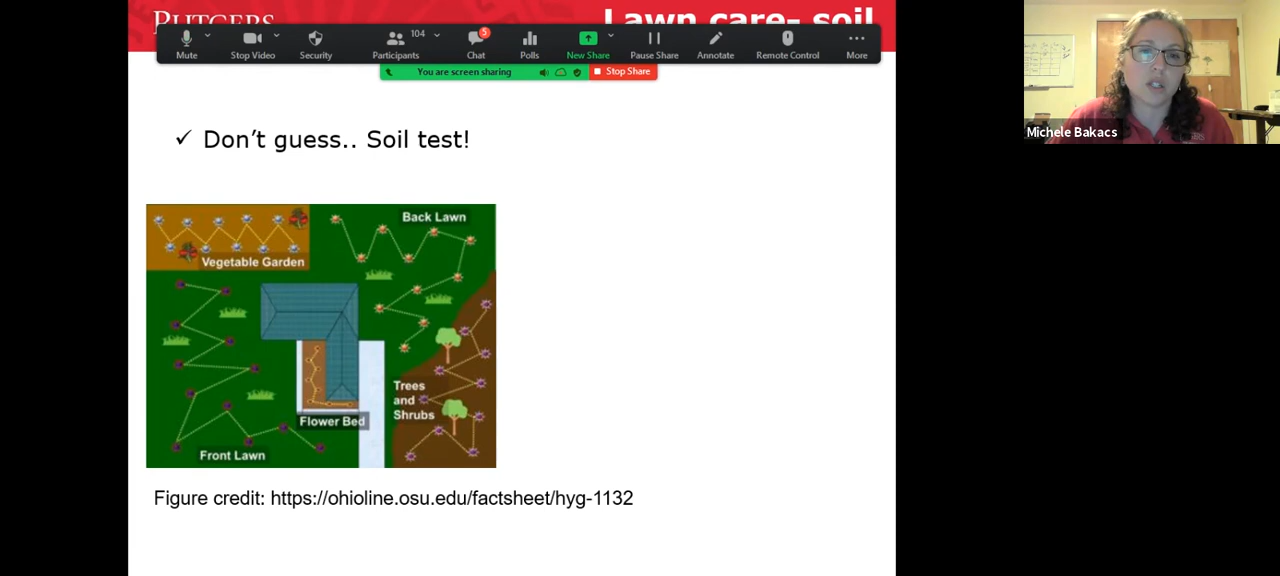 RUTGERS
Lawn care- soil
104
5
Mute
Stop Video
Security
Participants
Chat
Polls
New Share
Pause Share
Annotate
Remote Control
More
You are screen sharing
Stop Share
Michele Bakacs
✓ Don’t guess.. Soil test!
Back Lawn
Vegetable Garden
Trees
and
Shrubs
Flower Bed
Front Lawn
Figure credit: https://ohioline.osu.edu/factsheet/hyg-1132